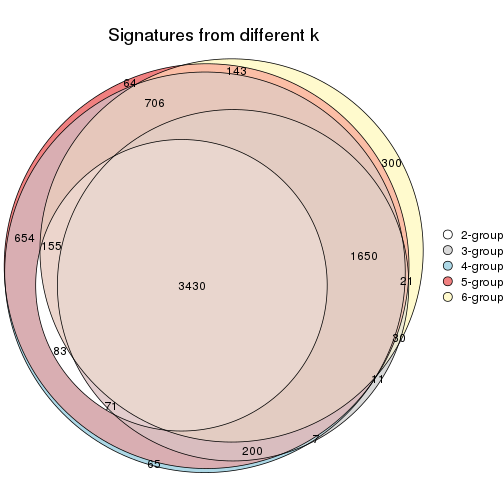 Signatures from different k
64
143
706
300
654
155
1650
2-group
3-group
4-group
5-group
6-group
21
3430
30
83
11
71
7
200
65